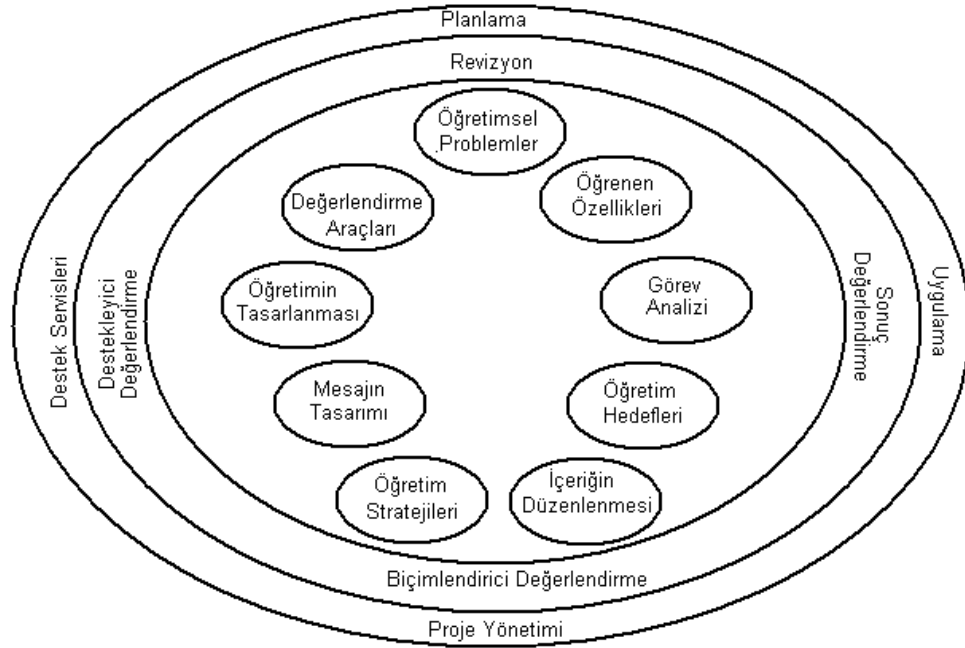 Planlama
Revizyon
Öğretimsel
.Problemler
Öğrenen
Özellikleri
Değerlendirme
Araçları
Görev
Analizi
Öğretimin
Tasarlanması
Öğretim
Hedefleri
Mesajın
Tasarımı
İçeriğin
Düzenlenmesi
Öğretim
Stratejileri
Destek Servisleri
Destekleyici
Değerlendirme
Sonuç
Değerlendirme
Uygulama
Biçimlendirici Değerlendirme
Proje Yönetimi